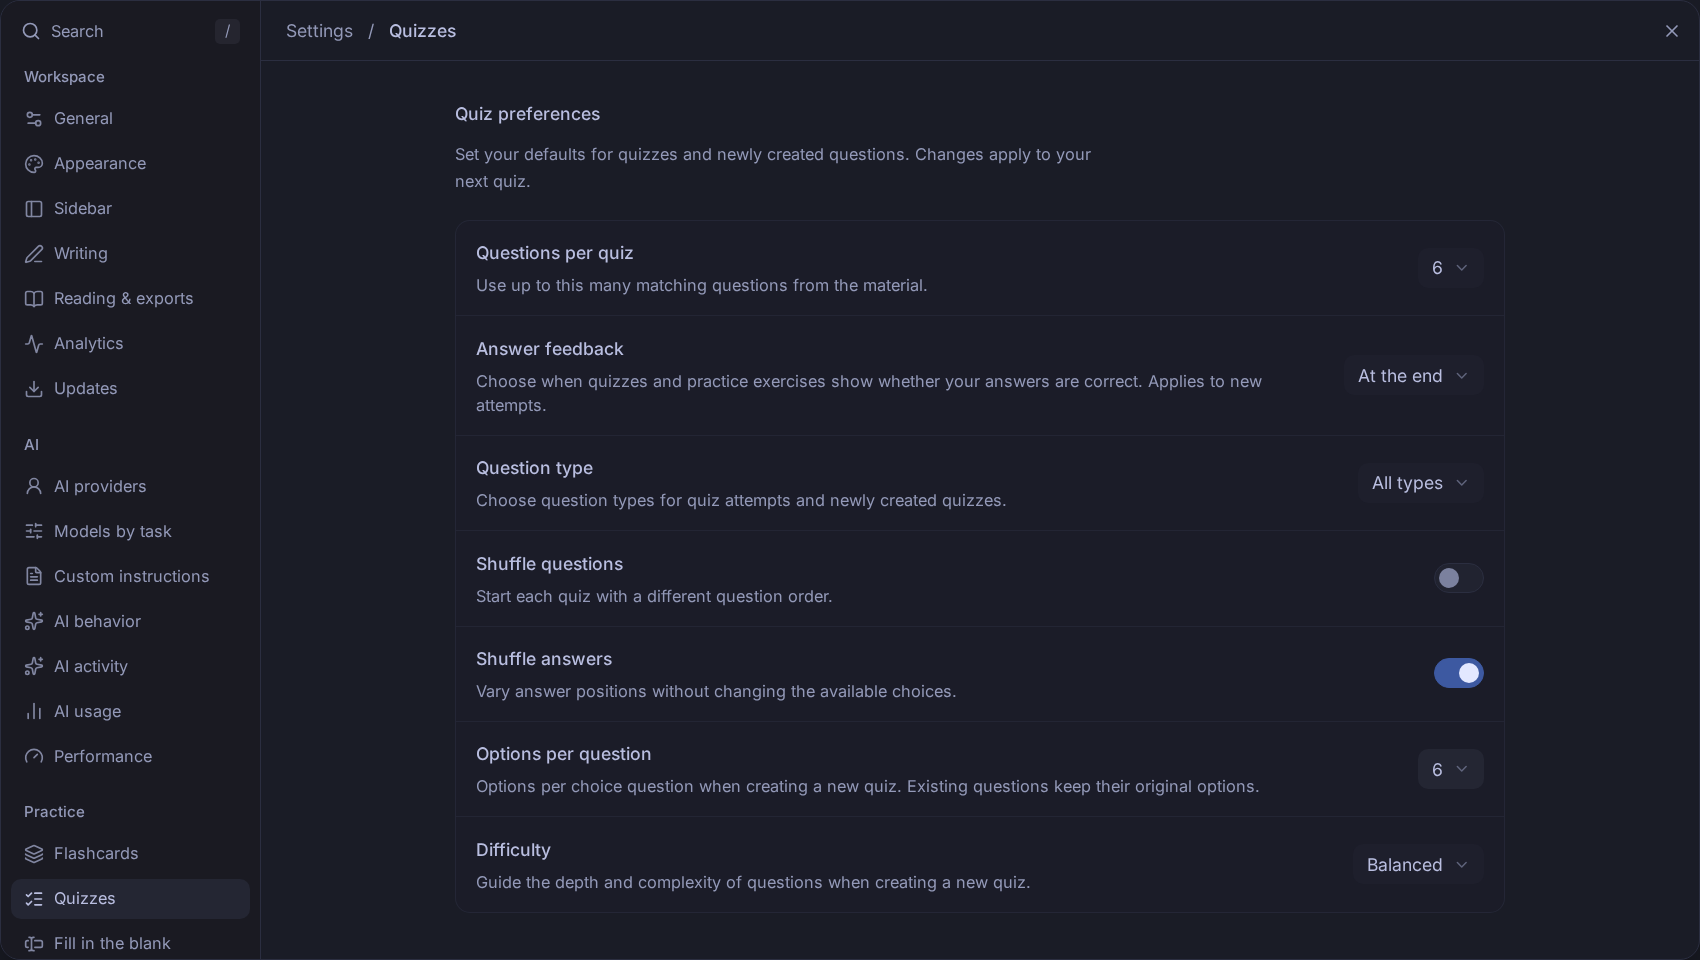 Search /
Workspace
General
Appearance
Sidebar
Writing
Reading & exports
Analytics
Updates
AI
AI providers
Models by task
Custom instructions
AI behavior
AI activity
AI usage
Performance
Practice
Flashcards
Quizzes
Fill in the blank
Settings / Quizzes
Quiz preferences
Set your defaults for quizzes and newly created questions. Changes apply to your
next quiz.
Questions per quiz
Use up to this many matching questions from the material.
6
Answer feedback
Choose when quizzes and practice exercises show whether your answers are correct. Applies to new
attempts.
At the end
Question type
Choose question types for quiz attempts and newly created quizzes.
All types
Shuffle questions
Start each quiz with a different question order.
Shuffle answers
Vary answer positions without changing the available choices.
Options per question
Options per choice question when creating a new quiz. Existing questions keep their original options.
6
Difficulty
Guide the depth and complexity of questions when creating a new quiz.
Balanced